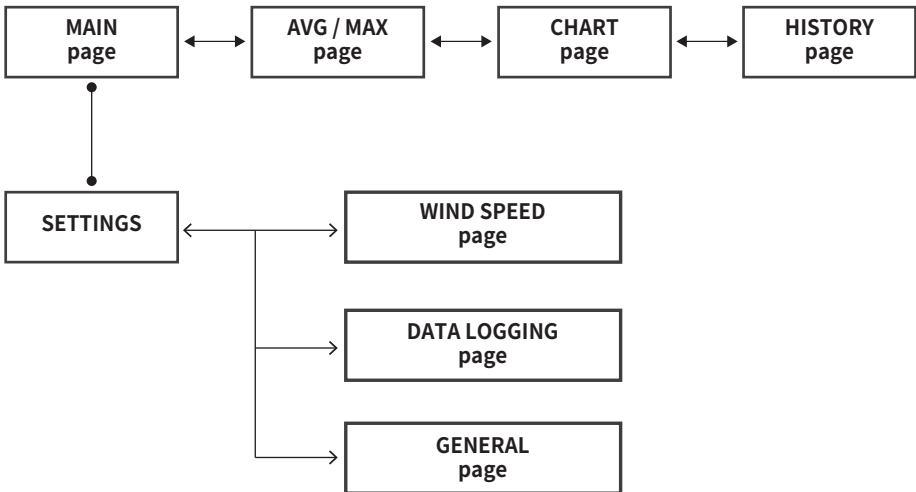 MAIN
page
AVG / MAX
page
CHART
page
HISTORY
page
SETTINGS
WIND SPEED
page
DATA LOGGING
page
GENERAL
page